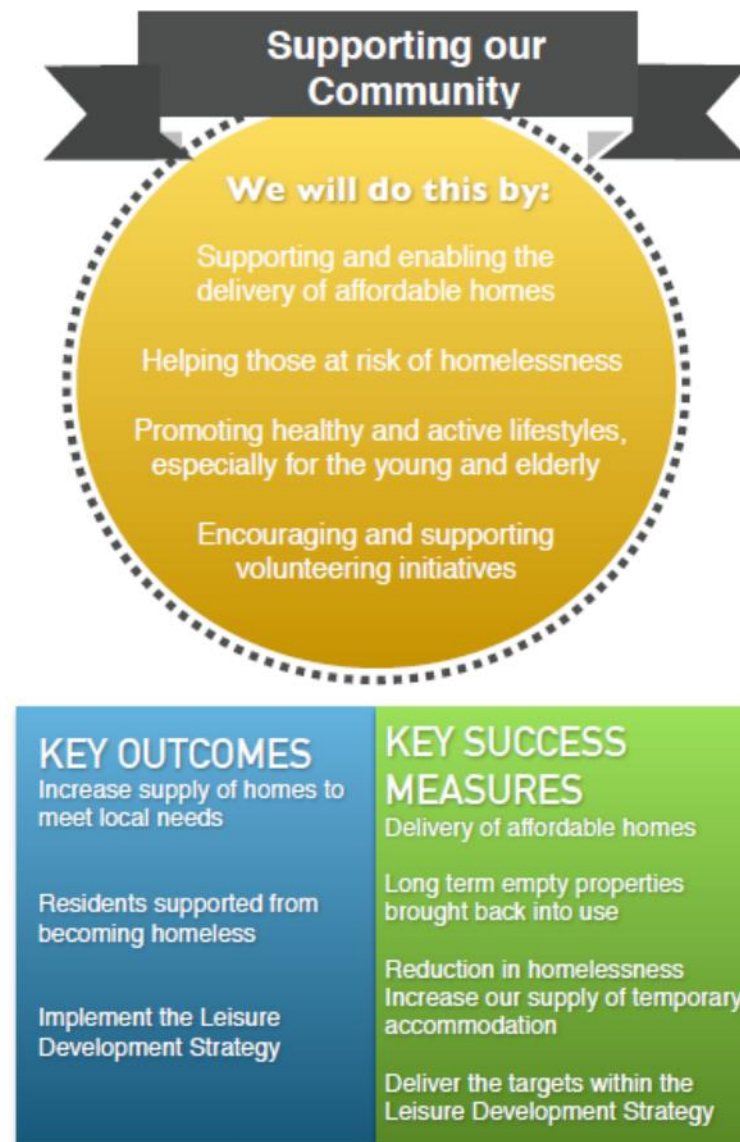 Supporting our
Community
We will do this by:
Supporting and enabling the
delivery of affordable homes
Helping those at risk of homelessness
Promoting healthy and active lifestyles,
especially for the young and elderly
Encouraging and supporting
volunteering initiatives
KEY OUTCOMES
Increase supply of homes to
meet local needs
Residents supported from
becoming homeless
Implement the Leisure
Development Strategy
KEY SUCCESS
MEASURES
Delivery of affordable homes
Long term empty properties
brought back into use
Reduction in homelessness
Increase our supply of temporary
accommodation
Deliver the targets within the
Leisure Development Strategy